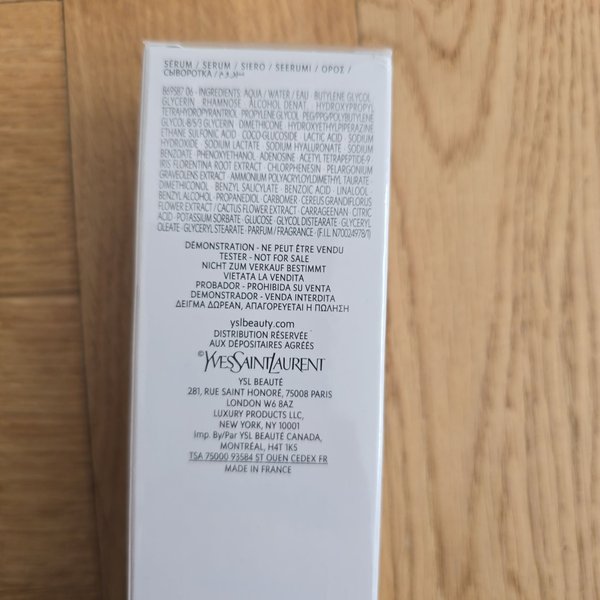 SÉRUM / SERUM / SIERO / SEERUMI / ΟΡΟΣ /
СЫВОРОТКА / سيروم
B69587 06 - INGREDIENTS: AQUA / WATER / EAU · BUTYLENE GLYCOL
GLYCERIN · RHAMNOSE · ALCOHOL DENAT. · HYDROXYPROPYL
TETRAHYDROPYRANTRIOL · PROPYLENE GLYCOL · PEG/PPG/POLYBUTYLENE
GLYCOL-8/5/3 GLYCERIN · DIMETHICONE · HYDROXYETHYLPIPERAZINE
ETHANE SULFONIC ACID · COCO-GLUCOSIDE · LACTIC ACID · SODIUM
HYDROXIDE · SODIUM LACTATE · SODIUM HYALURONATE · SODIUM
BENZOATE · PHENOXYETHANOL · ADENOSINE · ACETYL TETRAPEPTIDE-9
IRIS FLORENTINA ROOT EXTRACT · CHLORPHENESIN · PELARGONIUM
GRAVEOLENS EXTRACT · AMMONIUM POLYACRYLOYLDIMETHYL TAURATE
DIMETHICONOL · BENZYL SALICYLATE · BENZOIC ACID · LINALOOL
BENZYL ALCOHOL · PROPANEDIOL · CARBOMER · CEREUS GRANDIFLORUS
FLOWER EXTRACT / CACTUS FLOWER EXTRACT · CARRAGEENAN · CITRIC
ACID · POTASSIUM SORBATE · GLUCOSE · GLYCOL DISTEARATE · GLYCERYL
OLEATE · GLYCERYL STEARATE · PARFUM / FRAGRANCE · (F.I.L. N70024978/1)
DÉMONSTRATION - NE PEUT ÊTRE VENDU
TESTER - NOT FOR SALE
NICHT ZUM VERKAUF BESTIMMT
VIETATA LA VENDITA
PROBADOR - PROHIBIDA SU VENTA
DEMONSTRADOR - VENDA INTERDITA
ΔΕΙΓΜΑ ΔΩΡΕΑΝ, ΑΠΑΓΟΡΕΥΕΤΑΙ Η ΠΩΛΗΣΗ
yslbeauty.com
DISTRIBUTION RÉSERVÉE
AUX DÉPOSITAIRES AGRÉÉS
©YVESSAINTLAURENT
YSL BEAUTÉ
281, RUE SAINT HONORÉ, 75008 PARIS
LONDON W6 8AZ
LUXURY PRODUCTS LLC,
NEW YORK, NY 10001
Imp. By/Par YSL BEAUTÉ CANADA,
MONTRÉAL, H4T 1K5
TSA 75000 93584 ST OUEN CEDEX FR
MADE IN FRANCE